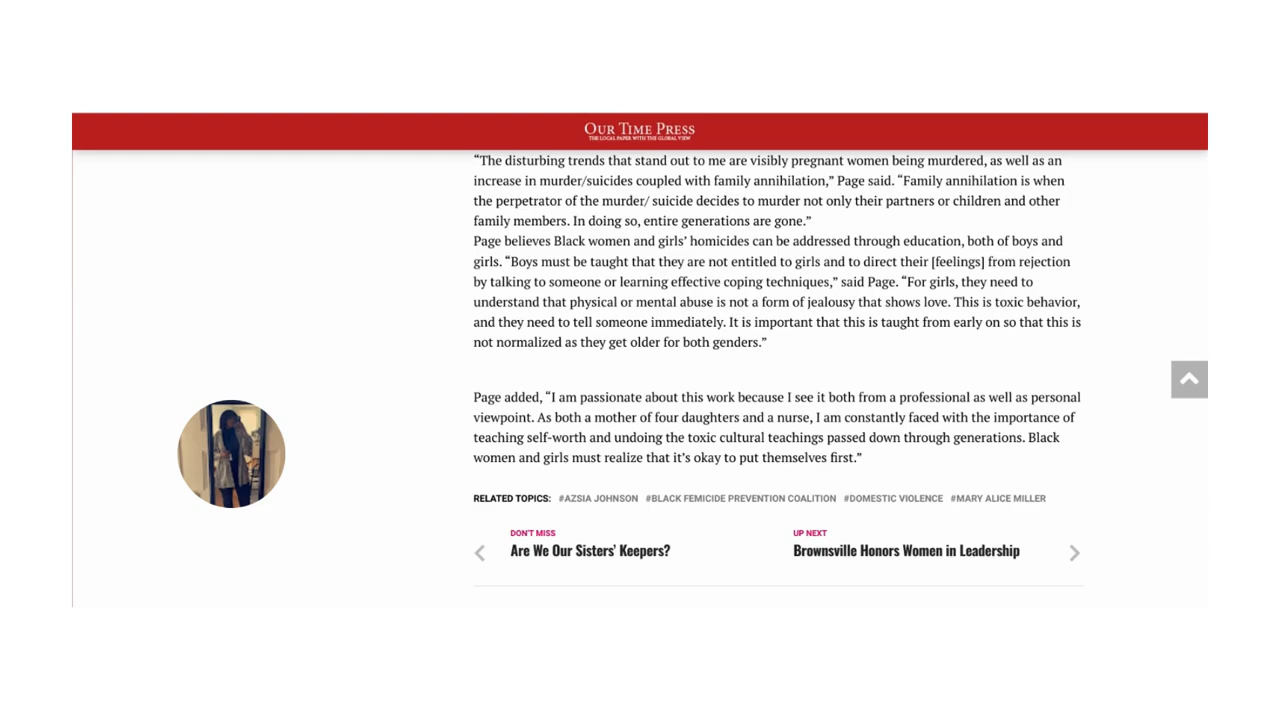 OUR TIME PRESS
THE LOCAL PAPER WITH THE GLOBAL VIEW
“The disturbing trends that stand out to me are visibly pregnant women being murdered, as well as an
increase in murder/suicides coupled with family annihilation,” Page said. “Family annihilation is when
the perpetrator of the murder/ suicide decides to murder not only their partners or children and other
family members. In doing so, entire generations are gone.”
Page believes Black women and girls’ homicides can be addressed through education, both of boys and
girls. “Boys must be taught that they are not entitled to girls and to direct their [feelings] from rejection
by talking to someone or learning effective coping techniques,” said Page. “For girls, they need to
understand that physical or mental abuse is not a form of jealousy that shows love. This is toxic behavior,
and they need to tell someone immediately. It is important that this is taught from early on so that this is
not normalized as they get older for both genders.”
Page added, “I am passionate about this work because I see it both from a professional as well as personal
viewpoint. As both a mother of four daughters and a nurse, I am constantly faced with the importance of
teaching self-worth and undoing the toxic cultural teachings passed down through generations. Black
women and girls must realize that it’s okay to put themselves first.”
RELATED TOPICS: #AZSIA JOHNSON #BLACK FEMICIDE PREVENTION COALITION #DOMESTIC VIOLENCE #MARY ALICE MILLER
DON'T MISS
Are We Our Sisters’ Keepers?
UP NEXT
Brownsville Honors Women in Leadership